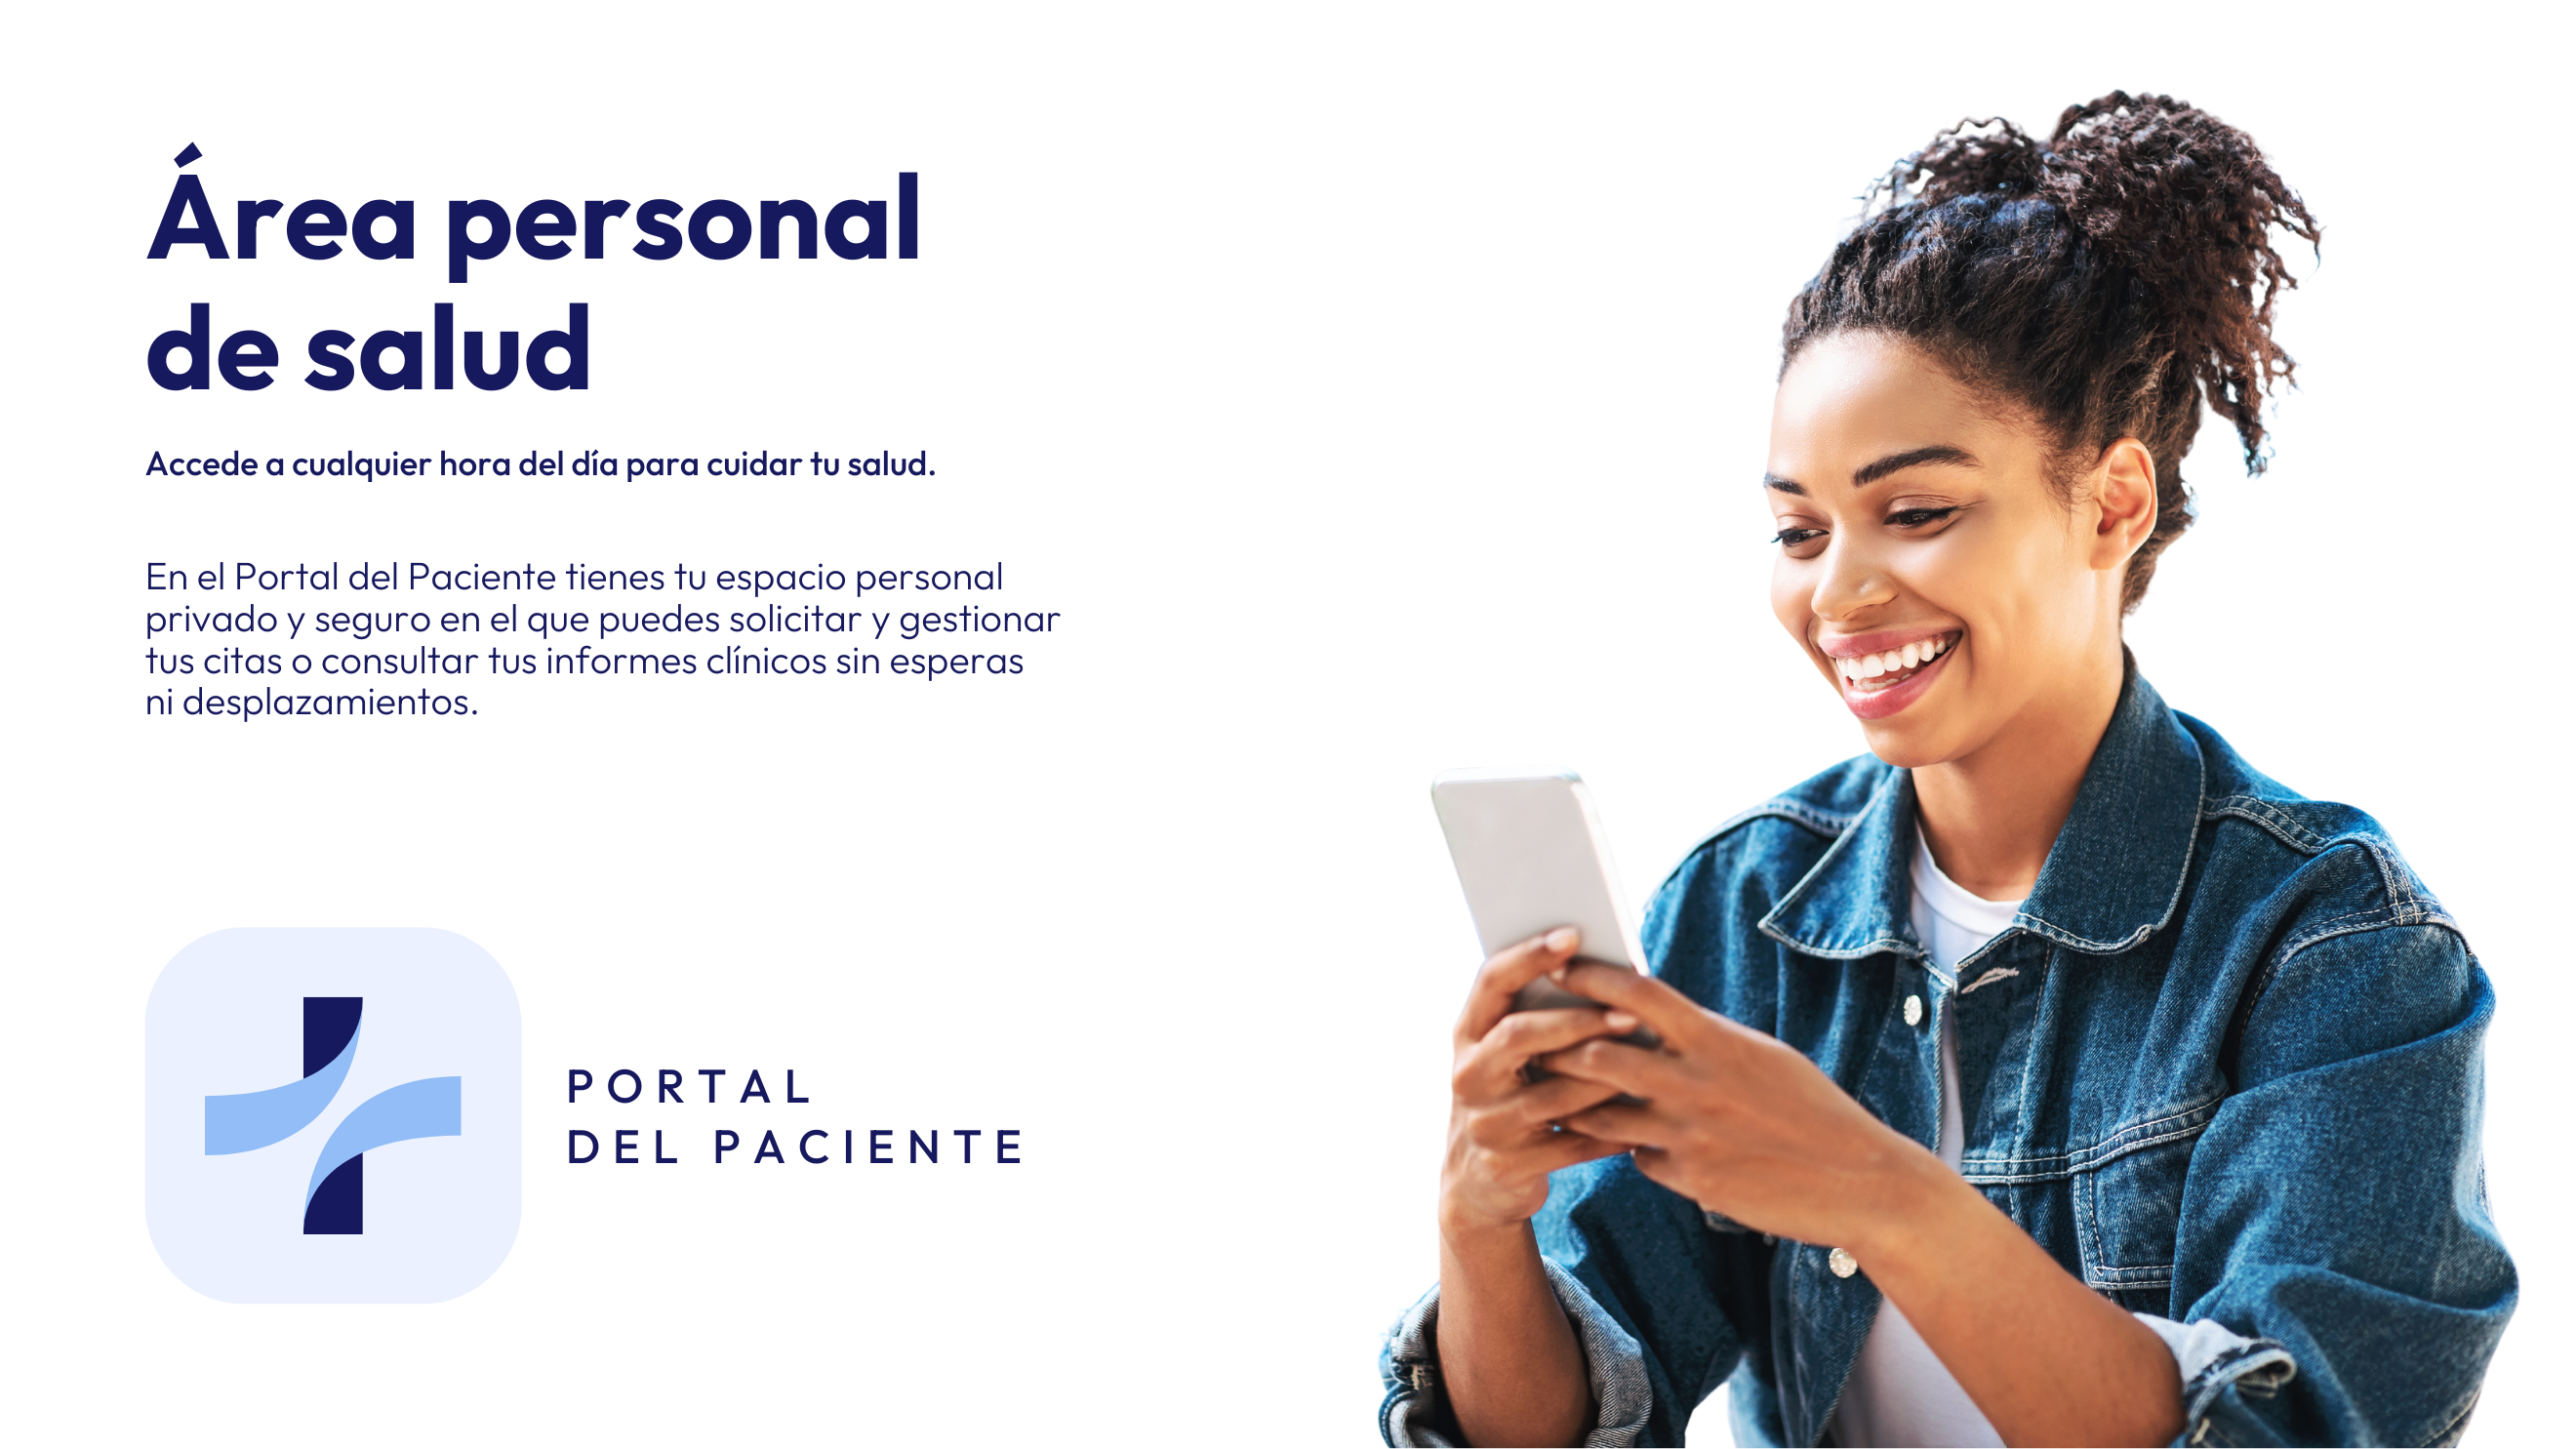 Área personal
de salud
Accede a cualquier hora del día para cuidar tu salud.
En el Portal del Paciente tienes tu espacio personal
privado y seguro en el que puedes solicitar y gestionar
tus citas o consultar tus informes clínicos sin esperas
ni desplazamientos.
PORTAL
DEL PACIENTE